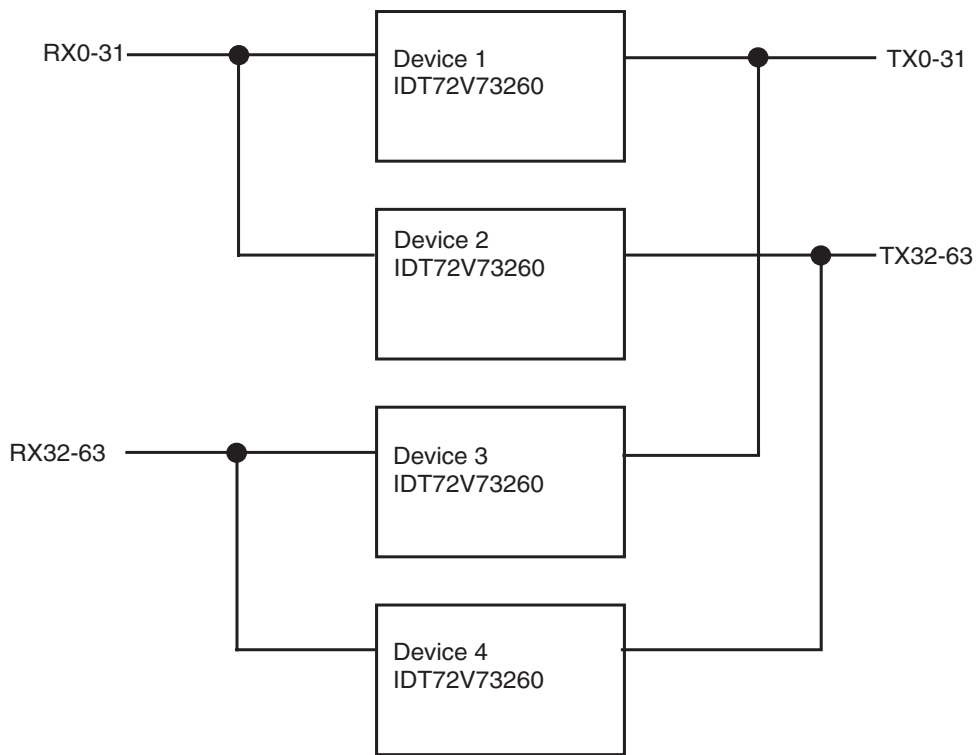 RX0-31
Device 1
IDT72V73260
TX0-31
Device 2
IDT72V73260
TX32-63
RX32-63
Device 3
IDT72V73260
Device 4
IDT72V73260